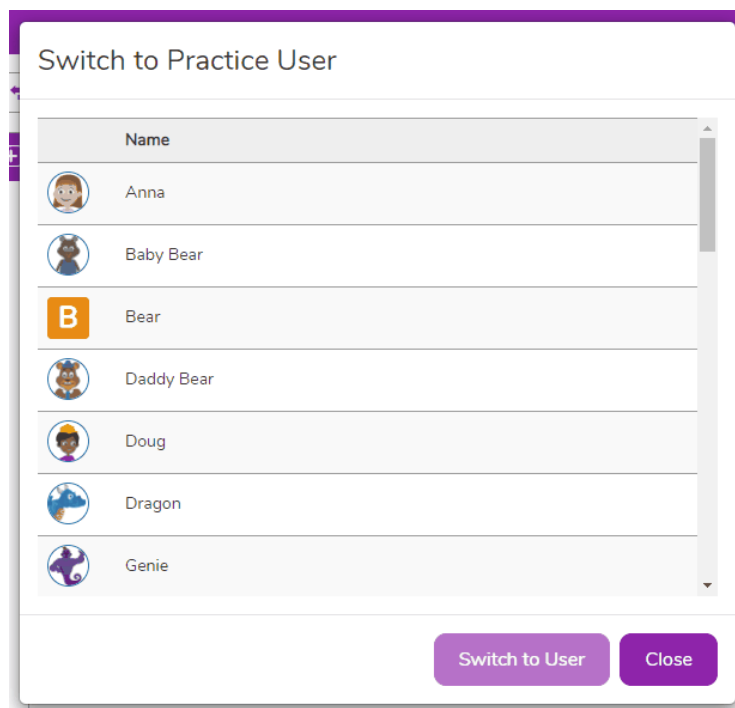 Switch to Practice User
Name
Anna
Baby Bear
B
Bear
Daddy Bear
Doug
Dragon
Genie
Switch to User
Close